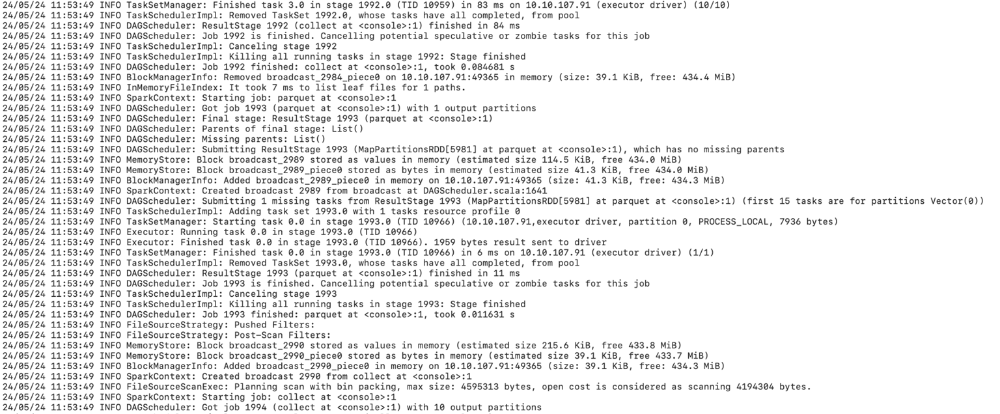 24/05/24 11:53:49 INFO TaskSetManager: Finished task 3.0 in stage 1992.0 (TID 10959) in 83 ms on 10.10.107.91 (executor driver) (10/10)
24/05/24 11:53:49 INFO TaskSchedulerImpl: Removed TaskSet 1992.0, whose tasks have all completed, from pool
24/05/24 11:53:49 INFO DAGScheduler: ResultStage 1992 (collect at <console>:1) finished in 84 ms
24/05/24 11:53:49 INFO DAGScheduler: Job 1992 is finished. Cancelling potential speculative or zombie tasks for this job
24/05/24 11:53:49 INFO TaskSchedulerImpl: Canceling stage 1992
24/05/24 11:53:49 INFO TaskSchedulerImpl: Killing all running tasks in stage 1992: Stage finished
24/05/24 11:53:49 INFO DAGScheduler: Job 1992 finished: collect at <console>:1, took 0.084681 s
24/05/24 11:53:49 INFO BlockManagerInfo: Removed broadcast_2984_piece0 on 10.10.107.91:49365 in memory (size: 39.1 KiB, free: 434.4 MiB)
24/05/24 11:53:49 INFO InMemoryFileIndex: It took 7 ms to list leaf files for 1 paths.
24/05/24 11:53:49 INFO SparkContext: Starting job: parquet at <console>:1
24/05/24 11:53:49 INFO DAGScheduler: Got job 1993 (parquet at <console>:1) with 1 output partitions
24/05/24 11:53:49 INFO DAGScheduler: Final stage: ResultStage 1993 (parquet at <console>:1)
24/05/24 11:53:49 INFO DAGScheduler: Parents of final stage: List()
24/05/24 11:53:49 INFO DAGScheduler: Missing parents: List()
24/05/24 11:53:49 INFO DAGScheduler: Submitting ResultStage 1993 (MapPartitionsRDD[5981] at parquet at <console>:1), which has no missing parents
24/05/24 11:53:49 INFO MemoryStore: Block broadcast_2989 stored as values in memory (estimated size 114.5 KiB, free 434.0 MiB)
24/05/24 11:53:49 INFO MemoryStore: Block broadcast_2989_piece0 stored as bytes in memory (estimated size 41.3 KiB, free 434.0 MiB)
24/05/24 11:53:49 INFO BlockManagerInfo: Added broadcast_2989_piece0 in memory on 10.10.107.91:49365 (size: 41.3 KiB, free: 434.3 MiB)
24/05/24 11:53:49 INFO SparkContext: Created broadcast 2989 from broadcast at DAGScheduler.scala:1641
24/05/24 11:53:49 INFO DAGScheduler: Submitting 1 missing tasks from ResultStage 1993 (MapPartitionsRDD[5981] at parquet at <console>:1) (first 15 tasks are for partitions Vector(0))
24/05/24 11:53:49 INFO TaskSchedulerImpl: Adding task set 1993.0 with 1 tasks resource profile 0
24/05/24 11:53:49 INFO TaskSetManager: Starting task 0.0 in stage 1993.0 (TID 10966) (10.10.107.91,executor driver, partition 0, PROCESS_LOCAL, 7936 bytes)
24/05/24 11:53:49 INFO Executor: Running task 0.0 in stage 1993.0 (TID 10966)
24/05/24 11:53:49 INFO Executor: Finished task 0.0 in stage 1993.0 (TID 10966). 1959 bytes result sent to driver
24/05/24 11:53:49 INFO TaskSetManager: Finished task 0.0 in stage 1993.0 (TID 10966) in 6 ms on 10.10.107.91 (executor driver) (1/1)
24/05/24 11:53:49 INFO TaskSchedulerImpl: Removed TaskSet 1993.0, whose tasks have all completed, from pool
24/05/24 11:53:49 INFO DAGScheduler: ResultStage 1993 (parquet at <console>:1) finished in 11 ms
24/05/24 11:53:49 INFO DAGScheduler: Job 1993 is finished. Cancelling potential speculative or zombie tasks for this job
24/05/24 11:53:49 INFO TaskSchedulerImpl: Canceling stage 1993
24/05/24 11:53:49 INFO TaskSchedulerImpl: Killing all running tasks in stage 1993: Stage finished
24/05/24 11:53:49 INFO DAGScheduler: Job 1993 finished: parquet at <console>:1, took 0.011631 s
24/05/24 11:53:49 INFO FileSourceStrategy: Pushed Filters:
24/05/24 11:53:49 INFO FileSourceStrategy: Post-Scan Filters:
24/05/24 11:53:49 INFO MemoryStore: Block broadcast_2990 stored as values in memory (estimated size 215.6 KiB, free 433.8 MiB)
24/05/24 11:53:49 INFO MemoryStore: Block broadcast_2990_piece0 stored as bytes in memory (estimated size 39.1 KiB, free 433.7 MiB)
24/05/24 11:53:49 INFO BlockManagerInfo: Added broadcast_2990_piece0 in memory on 10.10.107.91:49365 (size: 39.1 KiB, free: 434.3 MiB)
24/05/24 11:53:49 INFO SparkContext: Created broadcast 2990 from collect at <console>:1
24/05/24 11:53:49 INFO FileSourceScanExec: Planning scan with bin packing, max size: 4595313 bytes, open cost is considered as scanning 4194304 bytes.
24/05/24 11:53:49 INFO SparkContext: Starting job: collect at <console>:1
24/05/24 11:53:49 INFO DAGScheduler: Got job 1994 (collect at <console>:1) with 10 output partitions